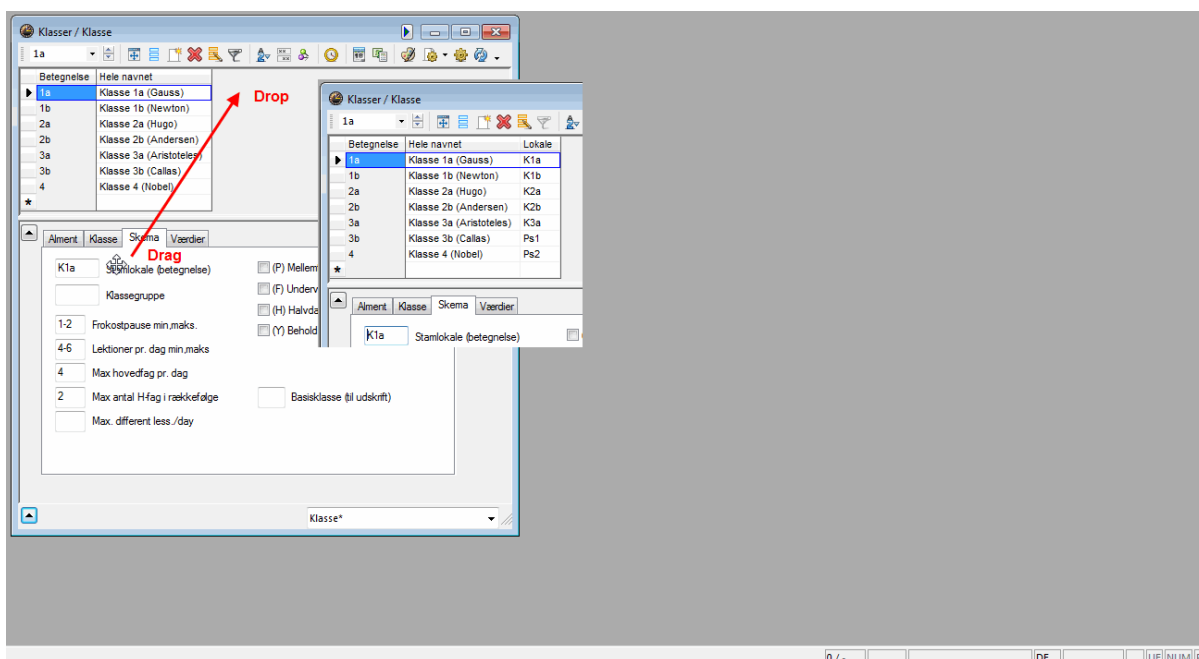 Klasser / Klasse
1a
Betegnelse Hele navnet
1a Klasse 1a (Gauss)
1b Klasse 1b (Newton)
2a Klasse 2a (Hugo)
2b Klasse 2b (Andersen)
3a Klasse 3a (Aristoteles)
3b Klasse 3b (Callas)
4 Klasse 4 (Nobel)
*
Drop
Alment Klasse Skema Værdier
Drag
K1a Stamlokale (betegnelse)
Klassegruppe
1-2 Frokostpause min,maks.
4-6 Lektioner pr. dag min,maks
4 Max hovedfag pr. dag
2 Max antal H-fag i rækkefølge
Max. different less./day
(P) Mellem
(F) Underv
(H) Halvda
(Y) Behold
Basisklasse (til udskrift)
Klasse*
Klasser / Klasse
1a
Betegnelse Hele navnet Lokale
1a Klasse 1a (Gauss) K1a
1b Klasse 1b (Newton) K1b
2a Klasse 2a (Hugo) K2a
2b Klasse 2b (Andersen) K2b
3a Klasse 3a (Aristoteles) K3a
3b Klasse 3b (Callas) Ps1
4 Klasse 4 (Nobel) Ps2
*
Alment Klasse Skema Værdier
K1a Stamlokale (betegnelse)